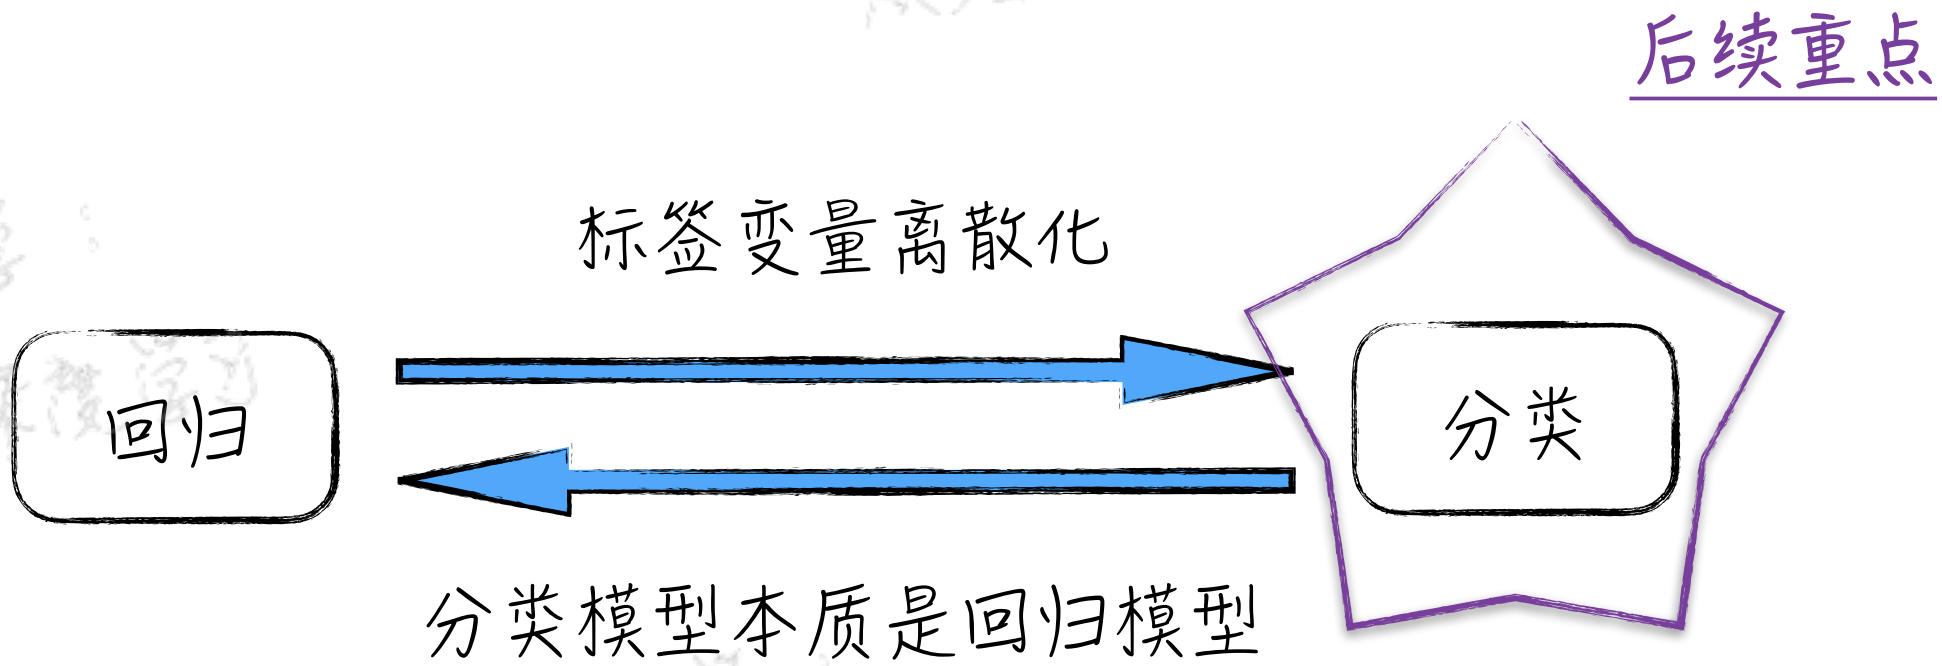 后续重点
标签变量离散化
回归
分类
分类模型本质是回归模型